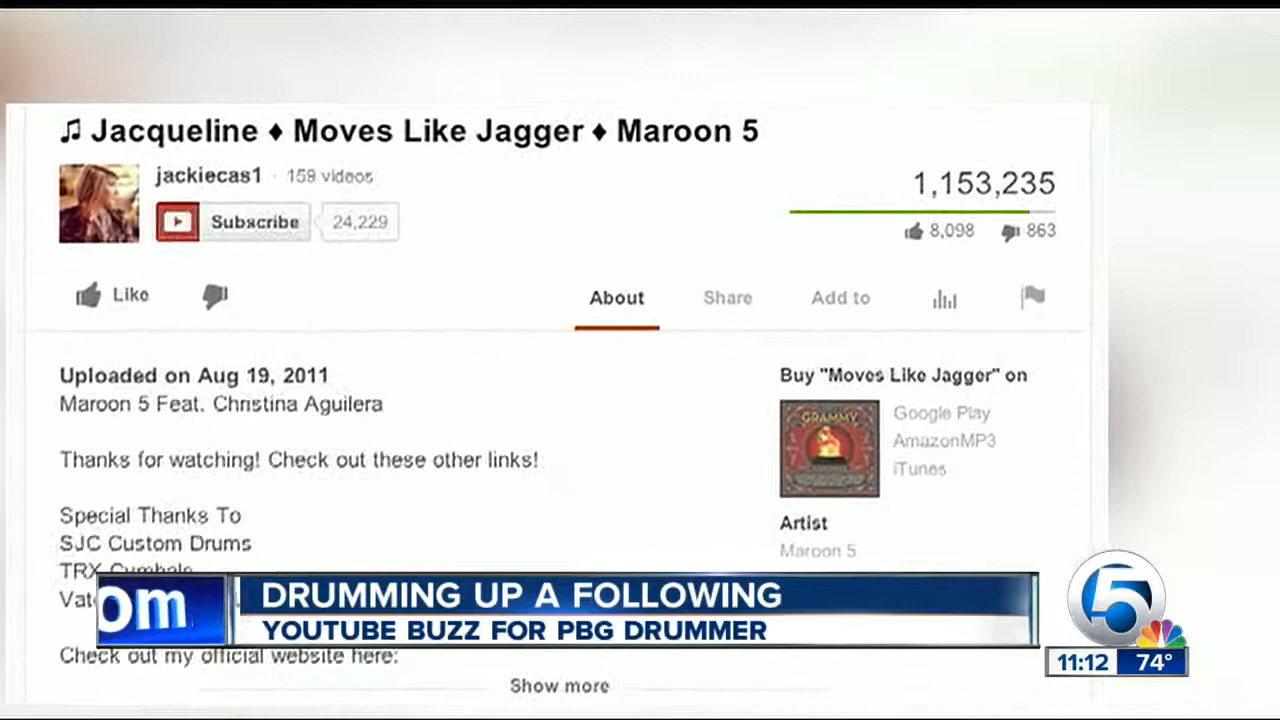 ♫ Jacqueline ♦ Moves Like Jagger ♦ Maroon 5
jackiecas1 · 159 videos
Subscribe 24,229
1,153,235
8,098 863
Like
About Share Add to
Uploaded on Aug 19, 2011
Maroon 5 Feat. Christina Aguilera
Thanks for watching! Check out these other links!
Special Thanks To
SJC Custom Drums
TRX Cymbals
Check out my official website here:
Show more
Buy "Moves Like Jagger" on
GRAMMY
Google Play
AmazonMP3
iTunes
Artist
Maroon 5
om
DRUMMING UP A FOLLOWING
YOUTUBE BUZZ FOR PBG DRUMMER
5
11:12 74°